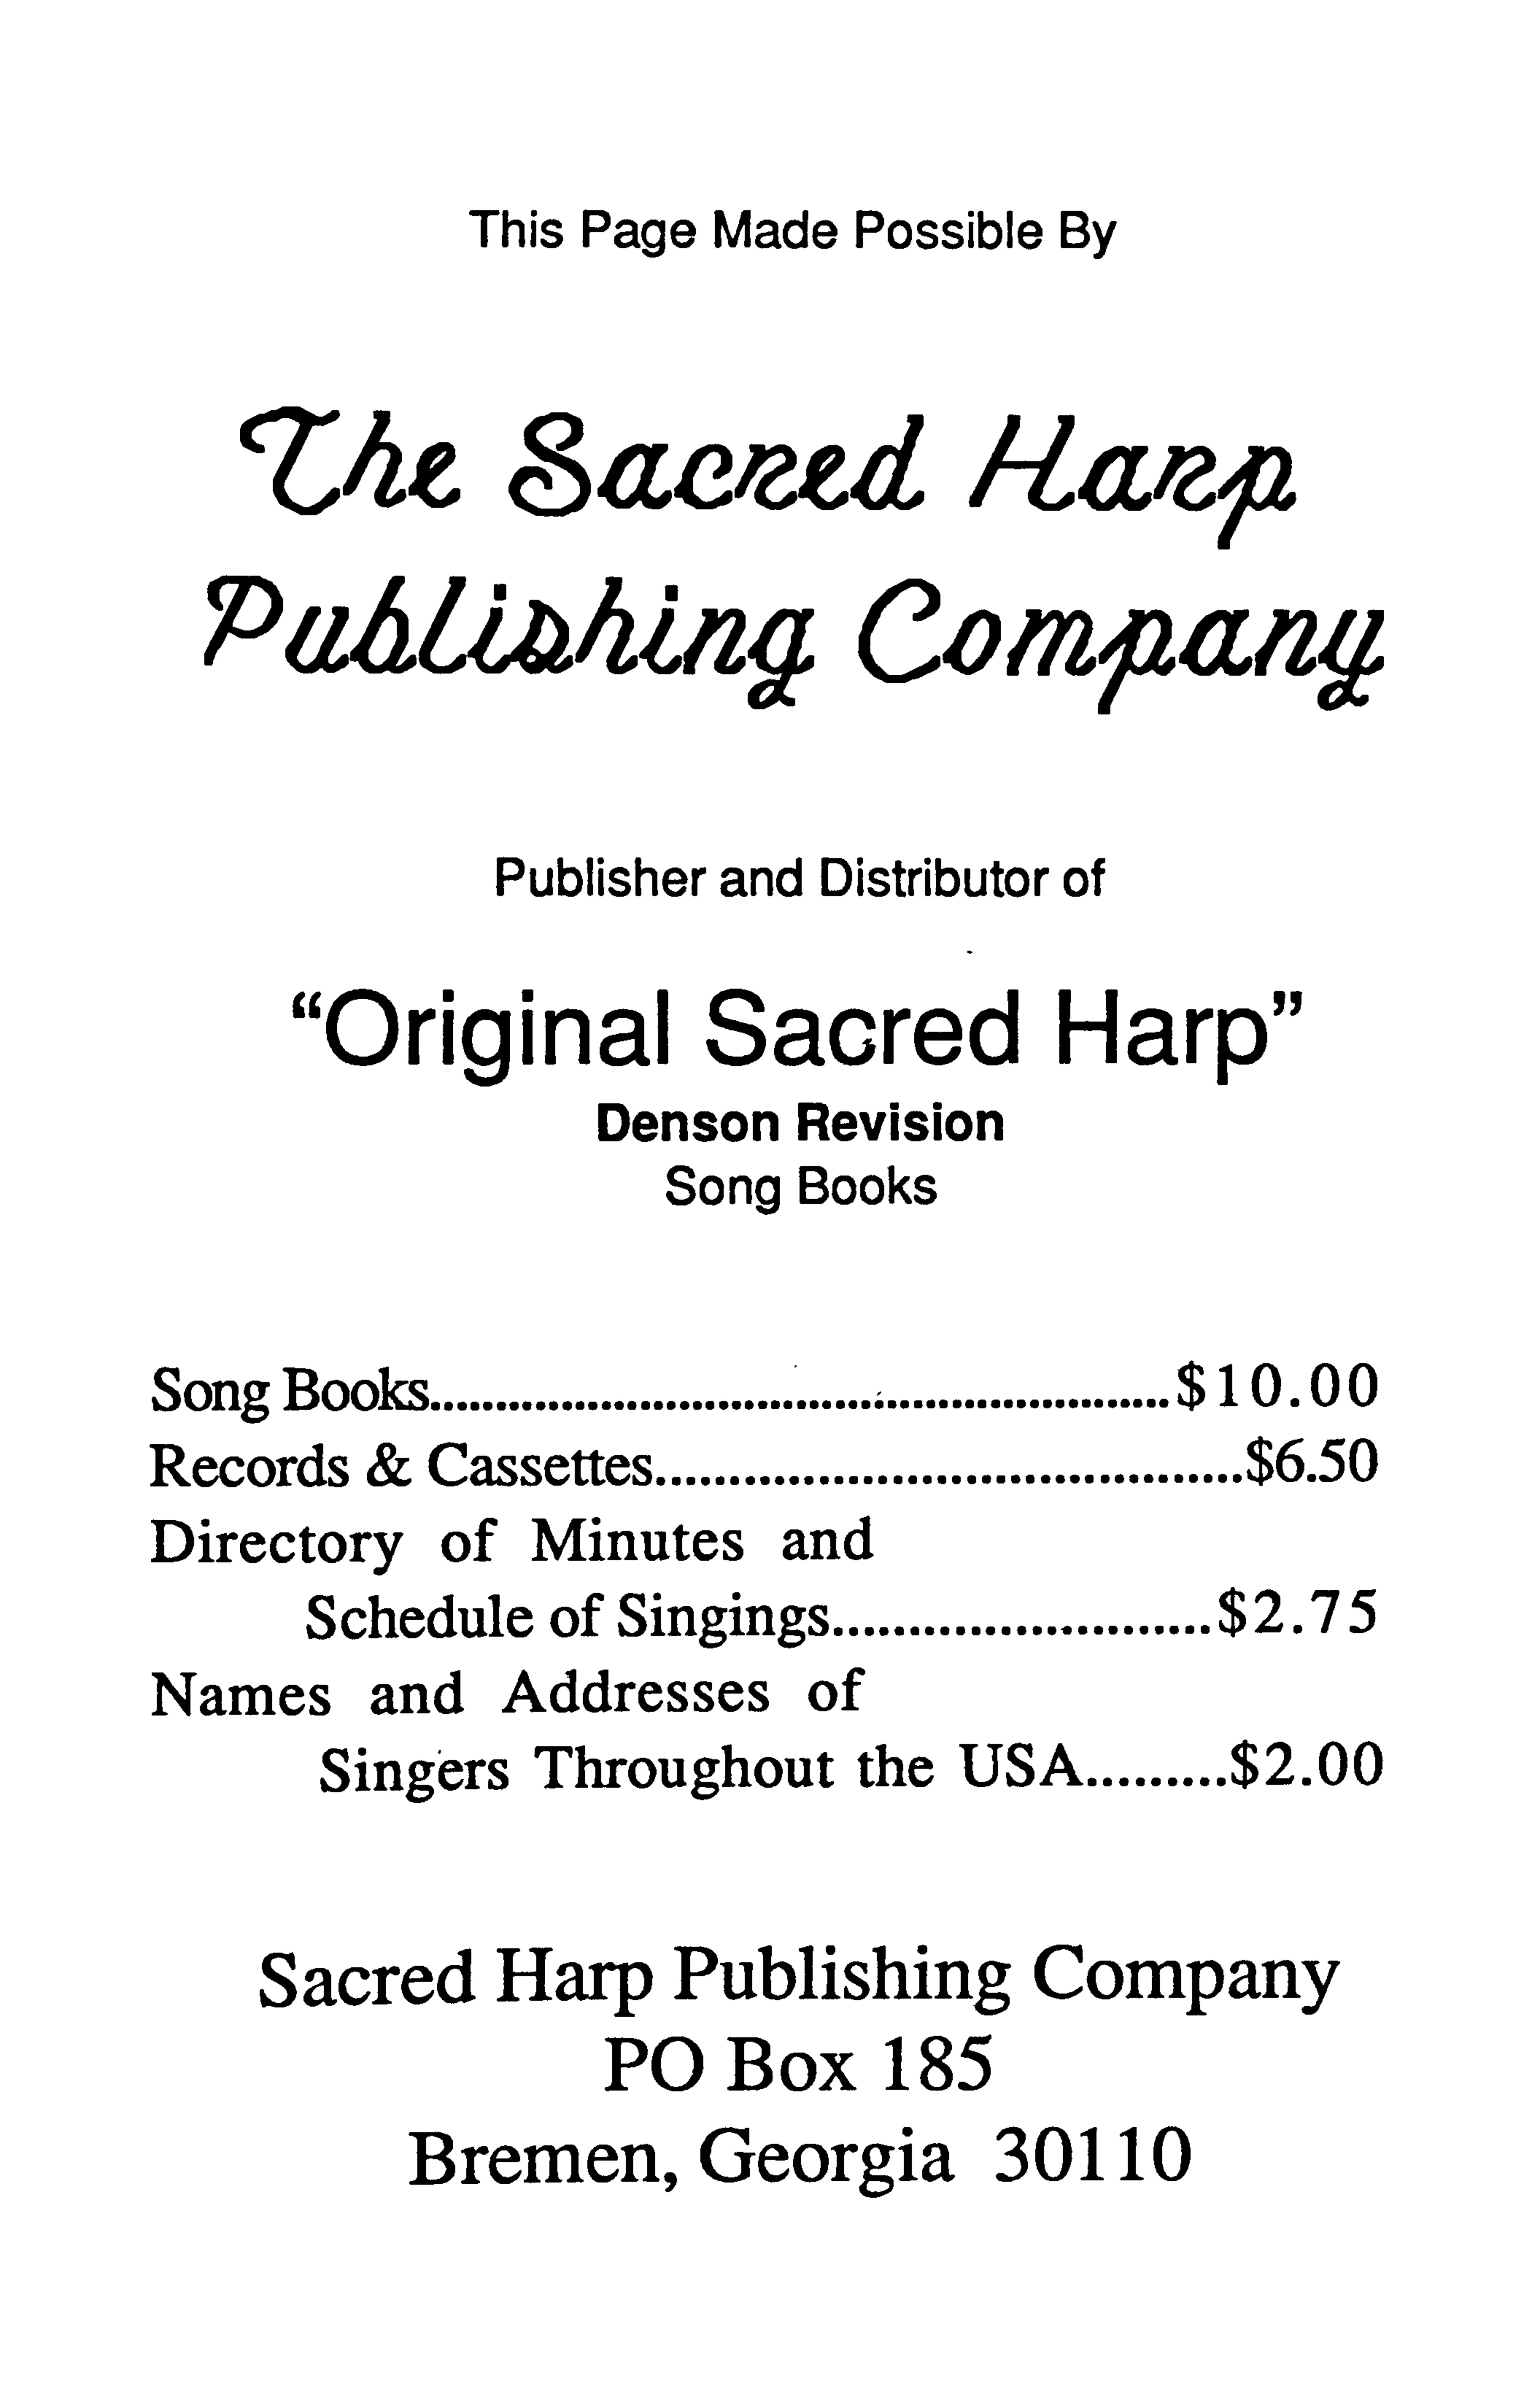 This Page Made Possible By
The Sacred Harp
Publishing Company
Publisher and Distributor of
“Original Sacred Harp”
Denson Revision
Song Books
Song Books........................................................$10.00
Records & Cassettes........................................$6.50
Directory of Minutes and
Schedule of Singings.........................$2.75
Names and Addresses of
Singers Throughout the USA.........$2.00
Sacred Harp Publishing Company
PO Box 185
Bremen, Georgia 30110